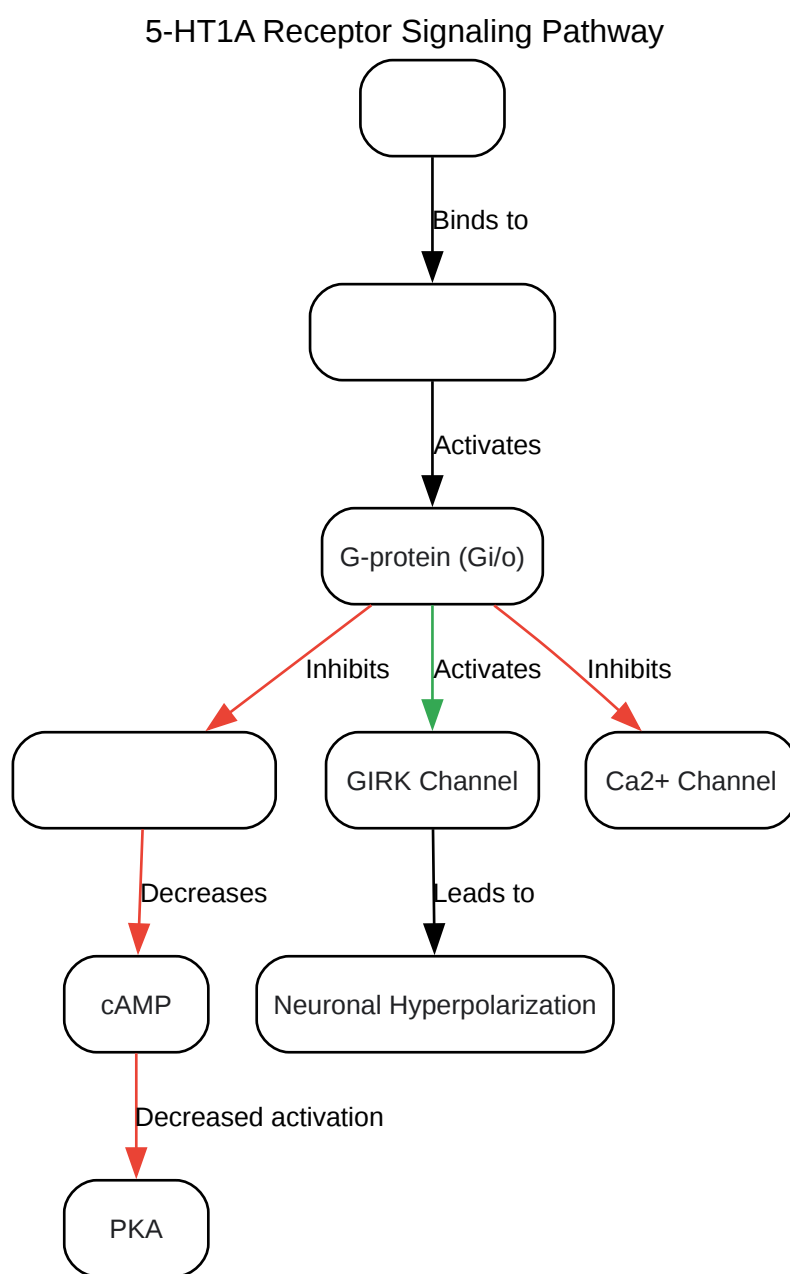 5-HT1A Receptor Signaling Pathway
Binds to
Activates
G-protein (Gi/o)
Inhibits
Activates
Inhibits
GIRK Channel
Ca2+ Channel
Decreases
Leads to
cAMP
Neuronal Hyperpolarization
Decreased activation
PKA